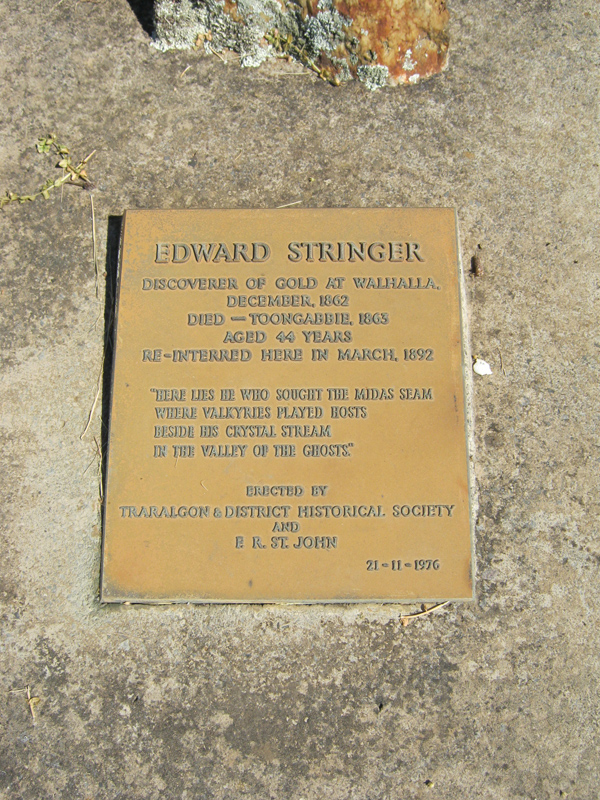 EDWARD STRINGER
DISCOVERER OF GOLD AT WALHALLA,
DECEMBER, 1862
DIED — TOONGABBIE, 1863
AGED 44 YEARS
RE-INTERRED HERE IN MARCH, 1892
"HERE LIES HE WHO SOUGHT THE MIDAS SEAM
WHERE VALKYRIES PLAYED HOSTS
BESIDE HIS CRYSTAL STREAM
IN THE VALLEY OF THE GHOSTS."
ERECTED BY
TRARALGON & DISTRICT HISTORICAL SOCIETY
AND
F. R. ST. JOHN
21-11-1976